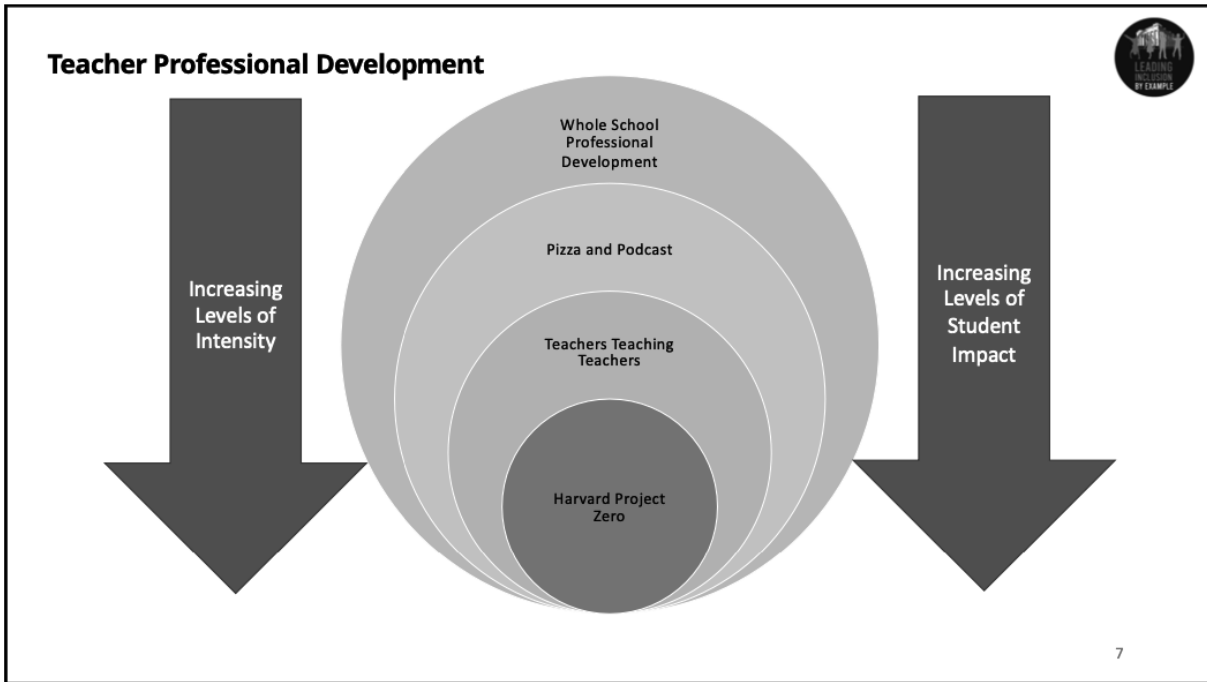 Teacher Professional Development
LEADING
INCLUSION
BY EXAMPLE
Whole School
Professional
Development
Pizza and Podcast
Teachers Teaching
Teachers
Harvard Project
Zero
Increasing
Levels of
Intensity
Increasing
Levels of
Student
Impact
7